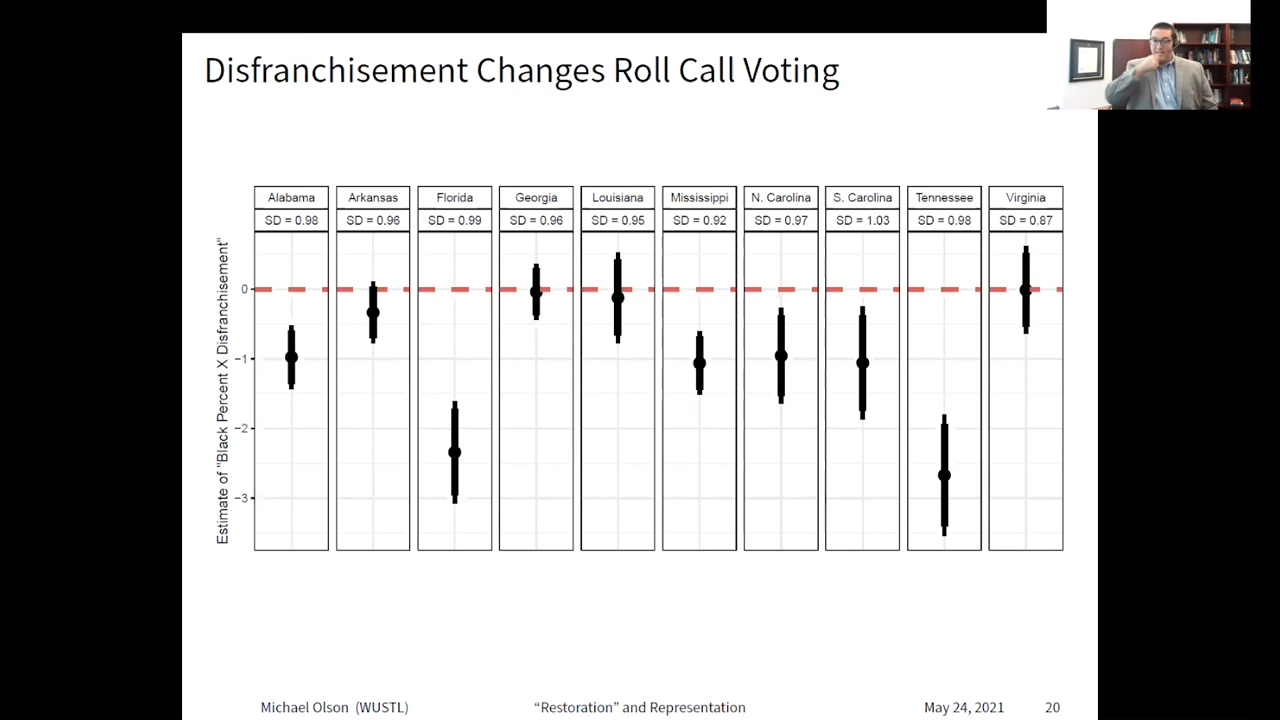 Disfranchisement Changes Roll Call Voting
Alabama Arkansas Florida Georgia Louisiana Mississippi N. Carolina S. Carolina Tennessee Virginia
SD = 0.98 SD = 0.96 SD = 0.99 SD = 0.96 SD = 0.95 SD = 0.92 SD = 0.97 SD = 1.03 SD = 0.98 SD = 0.87
Estimate of "Black Percent X Disfranchisement"
0
−1
−2
−3
Michael Olson (WUSTL) “Restoration” and Representation May 24, 2021 20